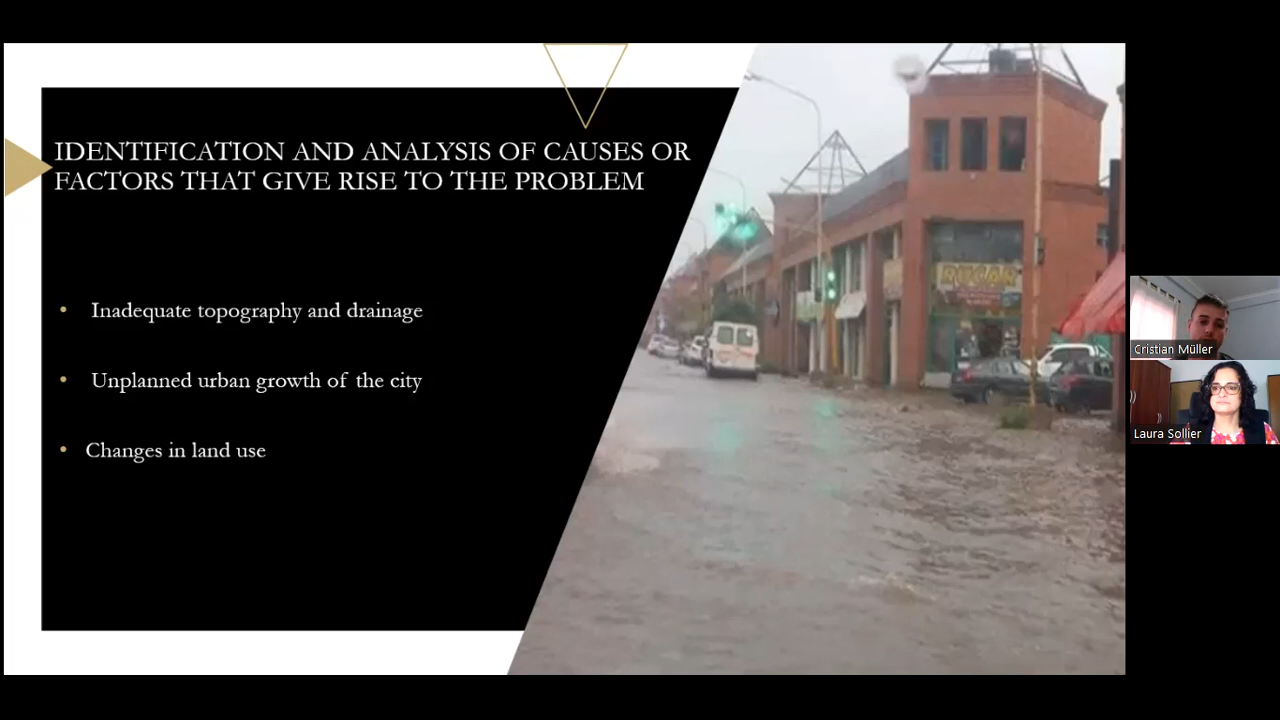 IDENTIFICATION AND ANALYSIS OF CAUSES OR
FACTORS THAT GIVE RISE TO THE PROBLEM
• Inadequate topography and drainage
• Unplanned urban growth of the city
• Changes in land use
Cristian Müller
Laura Sollier